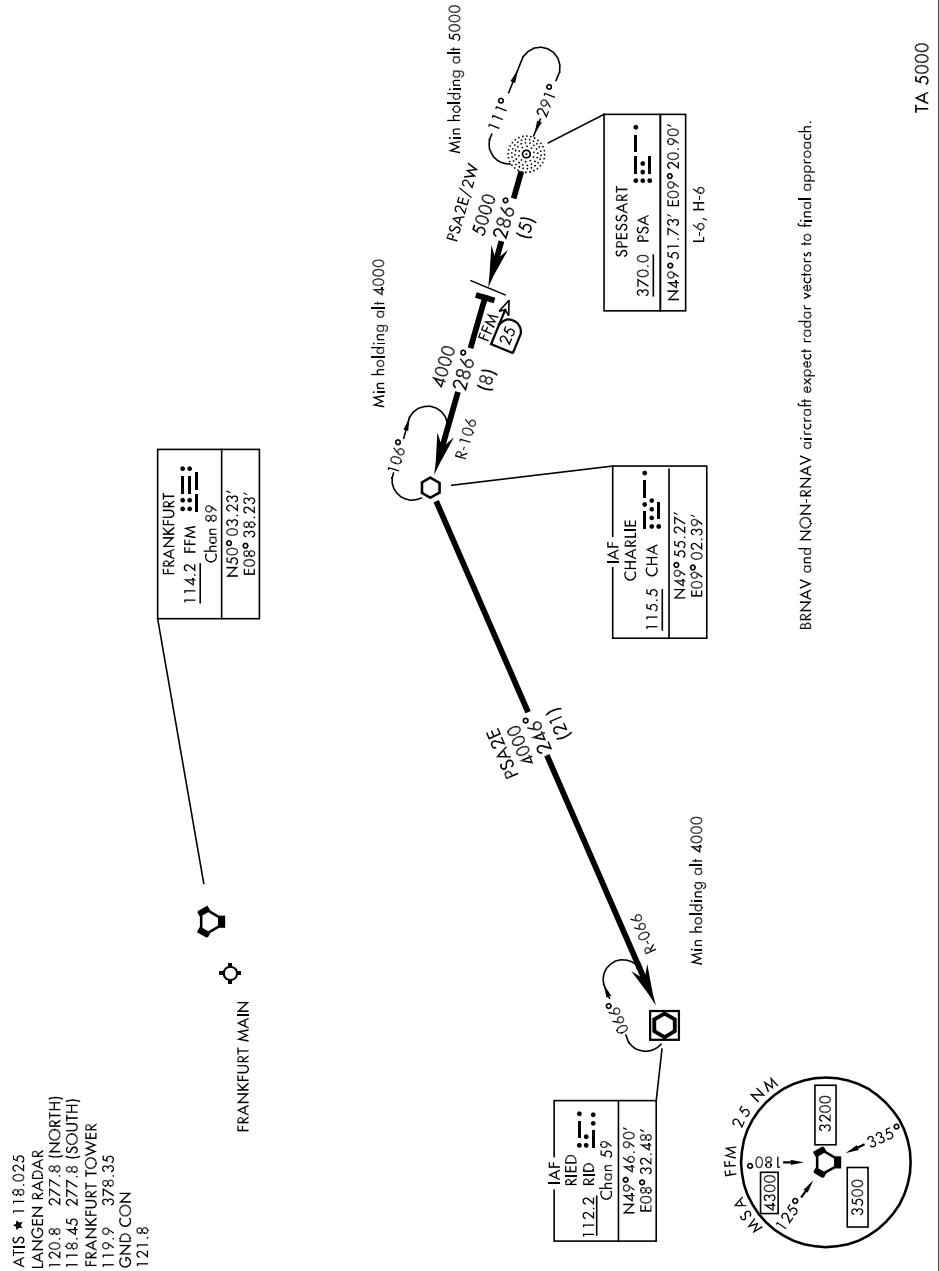 ATIS ★ 118.025
LANGEN RADAR
120.8 277.8 (NORTH)
118.45 277.8 (SOUTH)
FRANKFURT TOWER
119.9 378.35
GND CON
121.8
FRANKFURT MAIN
FRANKFURT
114.2 FFM
Chan 89
N50° 03.23'
E08° 38.23'
Min holding alt 4000
106°
R-106
4000
286°
(8)
FFM
25
PSA2E/2W
5000
286°
(5)
Min holding alt 5000
111°
291°
SPESSART
370.0 PSA
N49° 51.73' E09° 20.90'
L-6, H-6
IAF
CHARLIE
115.5 CHA
N49° 55.27'
E09° 02.39'
PSA2E
4000
246°
(21)
R-066
066°
Min holding alt 4000
IAF
RIED
112.2 RID
Chan 59
N49° 46.90'
E08° 32.48'
MSA FFM 25 NM
180°
4300
125°
3200
335°
3500
BRNAV and NON-RNAV aircraft expect radar vectors to final approach.
TA 5000